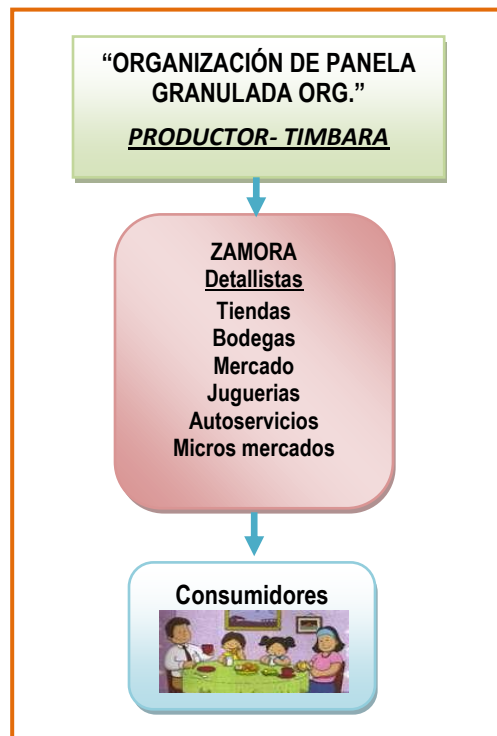 “ORGANIZACIÓN DE PANELA
GRANULADA ORG.”
PRODUCTOR- TIMBARA
ZAMORA
Detallistas
Tiendas
Bodegas
Mercado
Juguerias
Autoservicios
Micros mercados
Consumidores